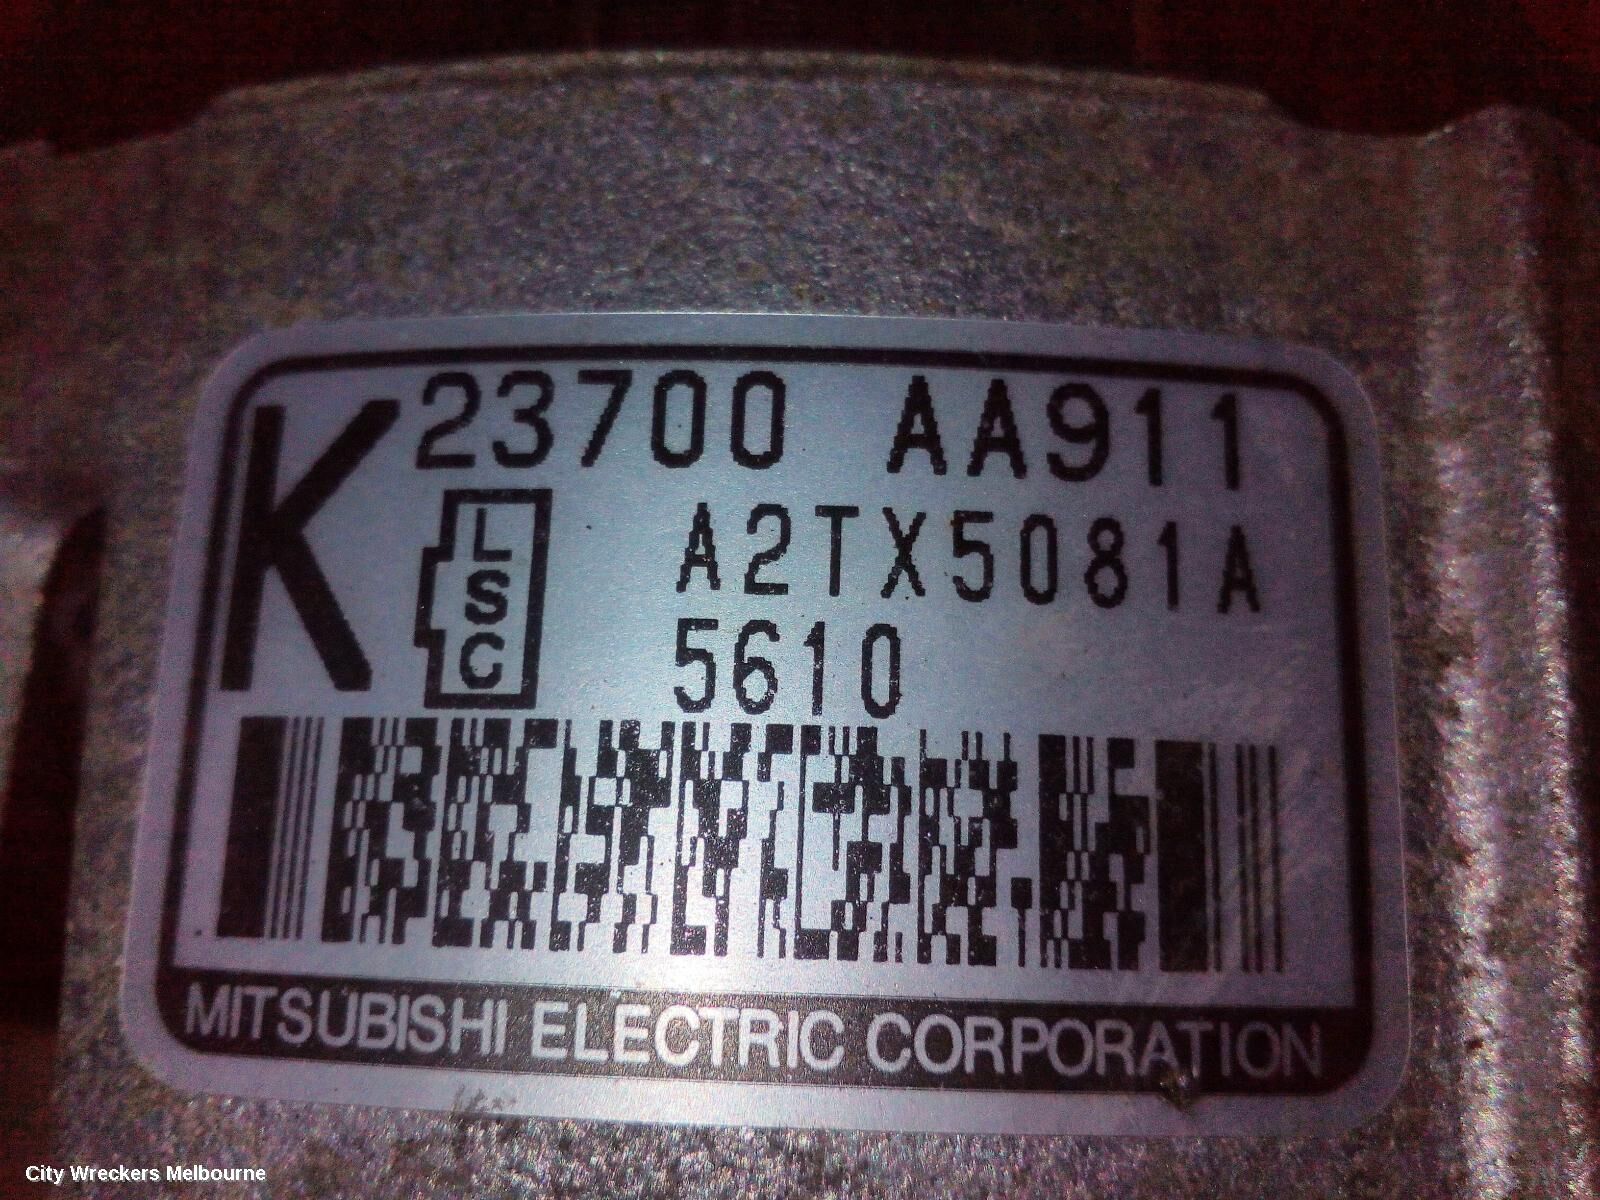 K 23700 AA911
LSC A2TX5081A
5610
MITSUBISHI ELECTRIC CORPORATION
City Wreckers Melbourne